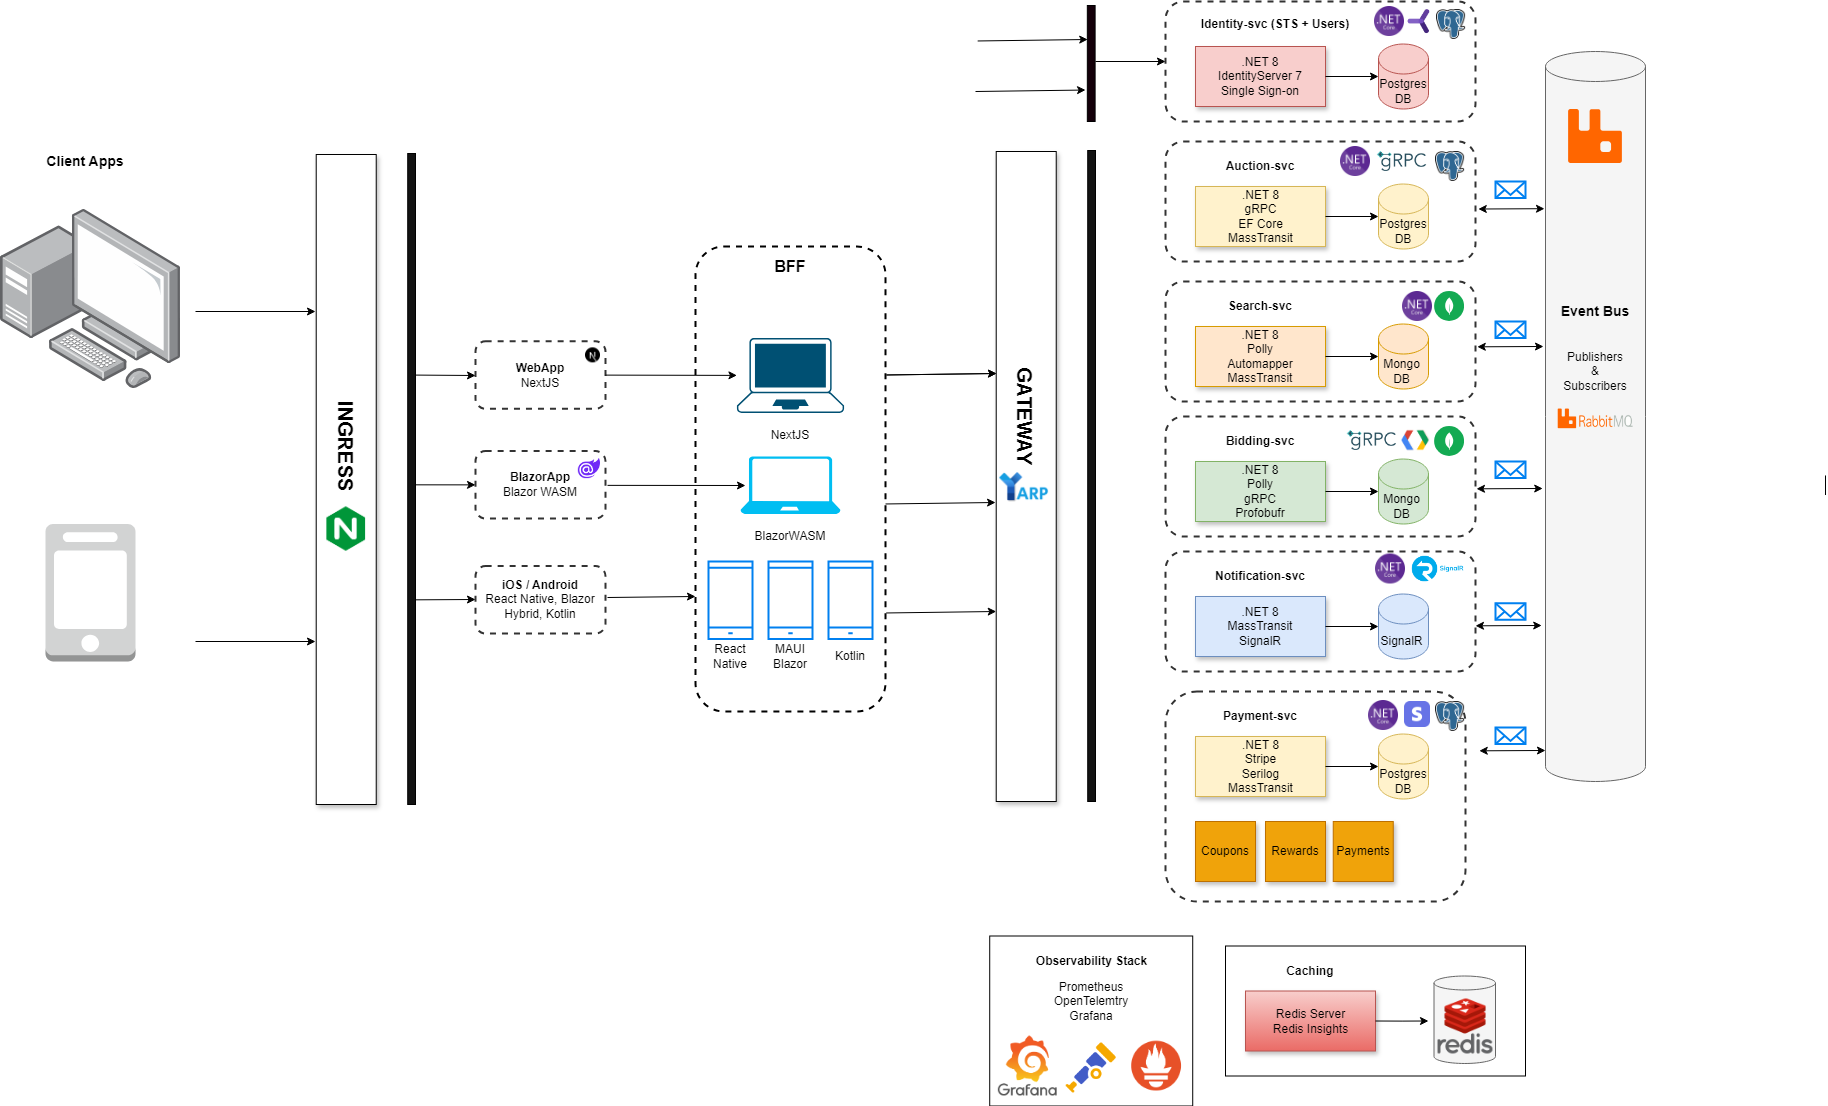 Client Apps
INGRESS
N
WebApp
NextJS
N
BlazorApp
Blazor WASM
@
iOS / Android
React Native, Blazor
Hybrid, Kotlin
BFF
NextJS
BlazorWASM
React
Native
MAUI
Blazor
Kotlin
GATEWAY
YARP
Identity-svc (STS + Users)
.NET
Core
.NET 8
IdentityServer 7
Single Sign-on
Postgres
DB
Auction-svc
.NET
Core
gRPC
.NET 8
gRPC
EF Core
MassTransit
Postgres
DB
Search-svc
.NET
Core
.NET 8
Polly
Automapper
MassTransit
Mongo
DB
Bidding-svc
gRPC
.NET 8
Polly
gRPC
Profobufr
Mongo
DB
Notification-svc
.NET
Core
SignalR
.NET 8
MassTransit
SignalR
SignalR
Payment-svc
.NET
Core
S
.NET 8
Stripe
Serilog
MassTransit
Postgres
DB
Coupons
Rewards
Payments
Event Bus
Publishers
&
Subscribers
RabbitMQ
Observability Stack
Prometheus
OpenTelemtry
Grafana
Grafana
Caching
Redis Server
Redis Insights
redis